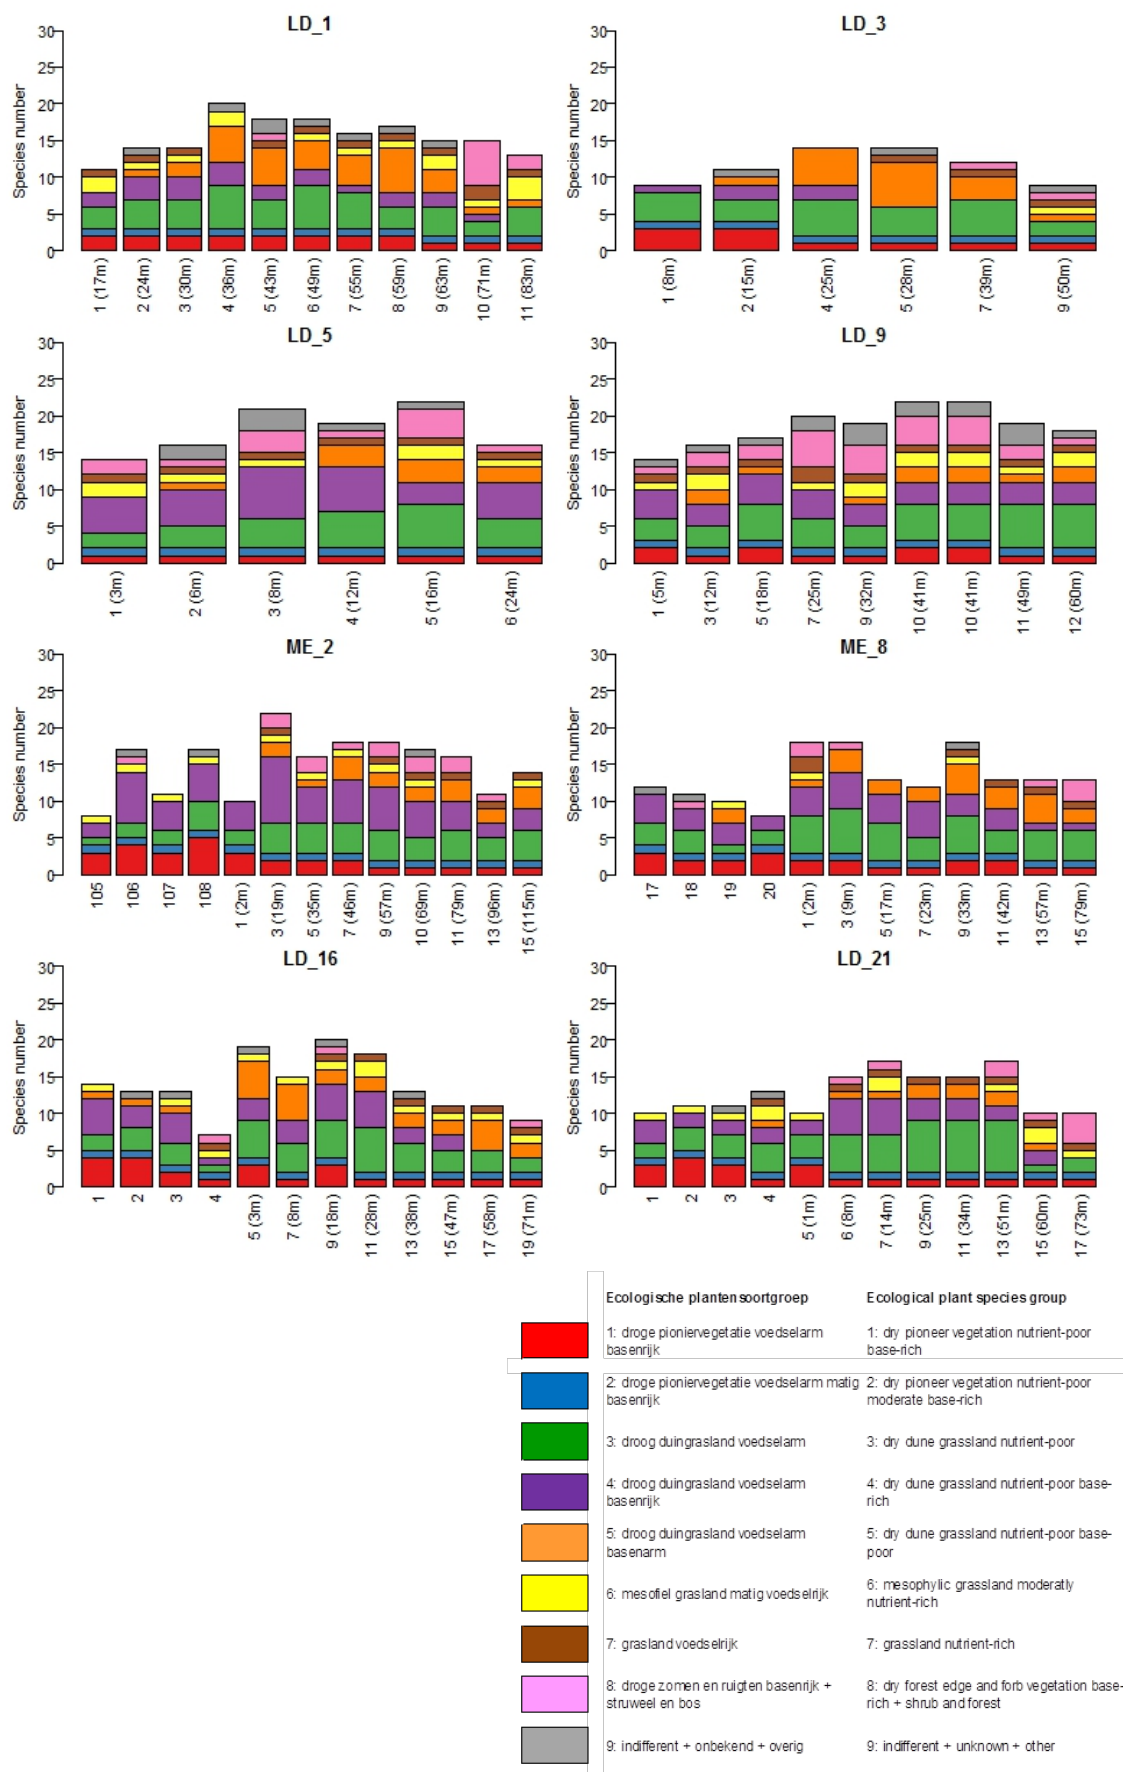 LD_1
LD_3
30
25
20
15
10
5
0
Species number
1 (17m)
2 (24m)
3 (30m)
4 (36m)
5 (43m)
6 (49m)
7 (55m)
8 (59m)
9 (63m)
10 (71m)
11 (83m)
30
25
20
15
10
5
0
Species number
1 (8m)
2 (15m)
4 (25m)
5 (28m)
7 (39m)
9 (50m)
LD_5
LD_9
30
25
20
15
10
5
0
Species number
1 (3m)
2 (6m)
3 (8m)
4 (12m)
5 (16m)
6 (24m)
30
25
20
15
10
5
0
Species number
1 (5m)
3 (12m)
5 (18m)
7 (25m)
9 (32m)
10 (41m)
10 (41m)
11 (49m)
12 (60m)
ME_2
ME_8
30
25
20
15
10
5
0
Species number
105
106
107
108
1 (2m)
3 (19m)
5 (35m)
7 (46m)
9 (57m)
10 (69m)
11 (79m)
13 (96m)
15 (115m)
30
25
20
15
10
5
0
Species number
17
18
19
20
1 (2m)
3 (9m)
5 (17m)
7 (23m)
9 (33m)
11 (42m)
13 (57m)
15 (79m)
LD_16
LD_21
30
25
20
15
10
5
0
Species number
1
2
3
4
5 (3m)
7 (8m)
9 (18m)
11 (28m)
13 (38m)
15 (47m)
17 (58m)
19 (71m)
30
25
20
15
10
5
0
Species number
1
2
3
4
5 (1m)
6 (8m)
7 (14m)
9 (25m)
11 (34m)
13 (51m)
15 (60m)
17 (73m)
Ecologische plantensoortgroep
Ecological plant species group
1: droge pioniervegetatie voedselarm
basenrijk
1: dry pioneer vegetation nutrient-poor
base-rich
2: droge pioniervegetatie voedselarm matig
basenrijk
2: dry pioneer vegetation nutrient-poor
moderate base-rich
3: droog duingrasland voedselarm
3: dry dune grassland nutrient-poor
4: droog duingrasland voedselarm
basenrijk
4: dry dune grassland nutrient-poor base-
rich
5: droog duingrasland voedselarm
basenarm
5: dry dune grassland nutrient-poor base-
poor
6: mesofiel grasland matig voedselrijk
6: mesophylic grassland moderatly
nutrient-rich
7: grasland voedselrijk
7: grassland nutrient-rich
8: droge zomen en ruigten basenrijk +
struweel en bos
8: dry forest edge and forb vegetation base-
rich + shrub and forest
9: indifferent + onbekend + overig
9: indifferent + unknown + other